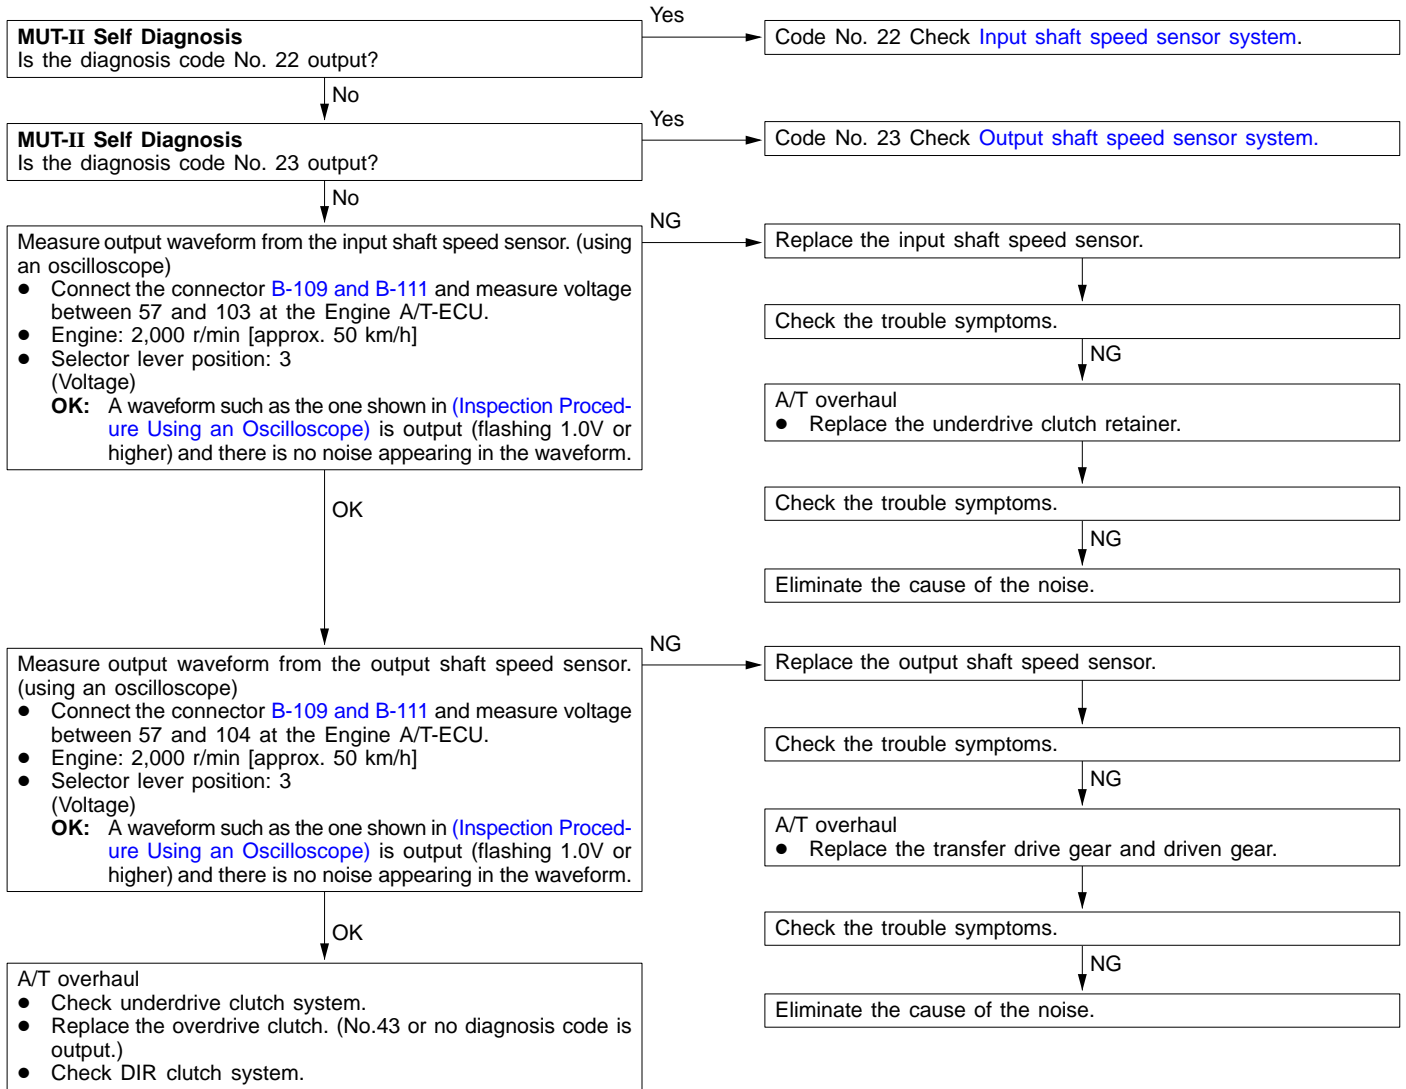 MUT-II Self Diagnosis
Is the diagnosis code No. 22 output?
Yes
Code No. 22 Check Input shaft speed sensor system.
No
MUT-II Self Diagnosis
Is the diagnosis code No. 23 output?
Yes
Code No. 23 Check Output shaft speed sensor system.
No
Measure output waveform from the input shaft speed sensor. (using
an oscilloscope)
● Connect the connector B-109 and B-111 and measure voltage
between 57 and 103 at the Engine A/T-ECU.
● Engine: 2,000 r/min [approx. 50 km/h]
● Selector lever position: 3
(Voltage)
OK: A waveform such as the one shown in (Inspection Proced-
ure Using an Oscilloscope) is output (flashing 1.0V or
higher) and there is no noise appearing in the waveform.
NG
Replace the input shaft speed sensor.
Check the trouble symptoms.
NG
A/T overhaul
● Replace the underdrive clutch retainer.
Check the trouble symptoms.
NG
Eliminate the cause of the noise.
OK
Measure output waveform from the output shaft speed sensor.
(using an oscilloscope)
● Connect the connector B-109 and B-111 and measure voltage
between 57 and 104 at the Engine A/T-ECU.
● Engine: 2,000 r/min [approx. 50 km/h]
● Selector lever position: 3
(Voltage)
OK: A waveform such as the one shown in (Inspection Proced-
ure Using an Oscilloscope) is output (flashing 1.0V or
higher) and there is no noise appearing in the waveform.
NG
Replace the output shaft speed sensor.
Check the trouble symptoms.
NG
A/T overhaul
● Replace the transfer drive gear and driven gear.
Check the trouble symptoms.
NG
Eliminate the cause of the noise.
OK
A/T overhaul
● Check underdrive clutch system.
● Replace the overdrive clutch. (No.43 or no diagnosis code is
output.)
● Check DIR clutch system.